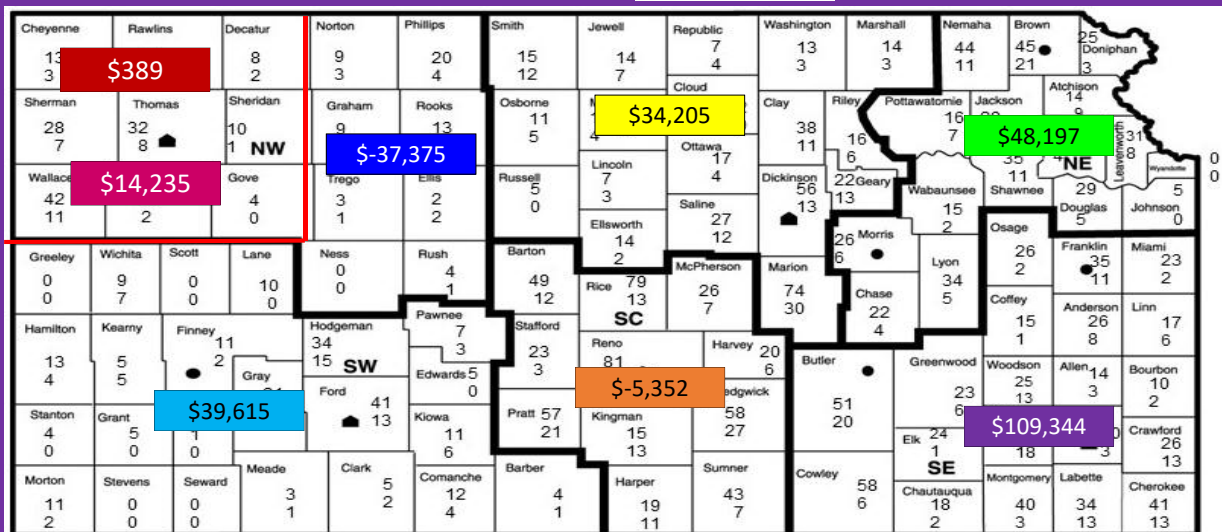 Cheyenne
13
3
Rawlins
Decatur
8
2
Norton
9
3
Phillips
20
4
Smith
15
12
Jewell
14
7
Republic
7
4
Washington
13
3
Marshall
14
3
Nemaha
44
11
Brown
45
21
25
Doniphan
3
$389
Sherman
28
7
Thomas
32
8
Sheridan
10
1
NW
Graham
9
Rooks
13
Osborne
11
5
Cloud
$34,205
Clay
38
11
Riley
16
6
Pottawatomie
16
7
Jackson
Atchison
14
Leavenworth
31
8
$48,197
NE
$-37,375
Wallace
42
11
$14,235
2
Gove
4
0
Trego
3
1
Ellis
2
2
Russell
5
0
Lincoln
7
3
Ottawa
17
4
Dickinson
56
13
22
Geary
13
Wabaunsee
15
2
35
11
Shawnee
29
Douglas
5
Wyandotte
5
Johnson
0
0
0
Ellsworth
14
2
Saline
27
12
26
Morris
6
Lyon
34
5
Osage
26
2
Franklin
35
11
Miami
23
2
Greeley
0
0
Wichita
9
7
Scott
0
0
Lane
10
0
Ness
0
0
Rush
4
1
Barton
49
12
Rice
79
13
SC
McPherson
26
7
Marion
74
30
Chase
22
4
Coffey
15
1
Anderson
26
8
Linn
17
6
Hamilton
13
4
Kearny
5
5
Finney
11
2
Gray
Hodgeman
34
15
SW
Pawnee
7
3
Edwards
5
0
Stafford
23
3
Reno
81
Harvey
20
6
Butler
51
20
Greenwood
23
6
Woodson
25
13
Allen
14
3
Bourbon
10
2
$39,615
Ford
41
13
Kiowa
11
6
Pratt
57
21
$-5,352
Kingman
15
13
58
27
$109,344
Stanton
4
0
Grant
5
0
1
0
Elk
24
1
SE
18
3
Crawford
26
13
Morton
11
2
Stevens
0
0
Seward
0
0
Meade
3
1
Clark
5
2
Comanche
12
4
Barber
4
1
Harper
19
11
Sumner
43
7
Cowley
58
6
Chautauqua
18
2
Montgomery
40
3
Labette
34
13
Cherokee
41
13